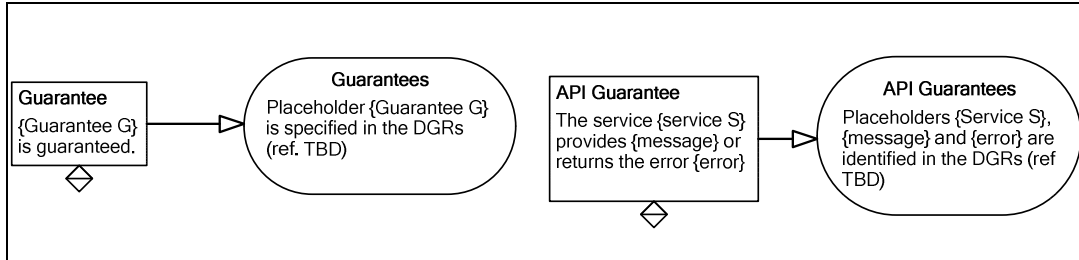 Guarantee
{Guarantee G}
is guaranteed.
Guarantees
Placeholder {Guarantee G}
is specified in the DGRs
(ref. TBD)
API Guarantee
The service {service S}
provides {message} or
returns the error {error}
API Guarantees
Placeholders {Service S},
{message} and {error} are
identified in the DGRs (ref
TBD)